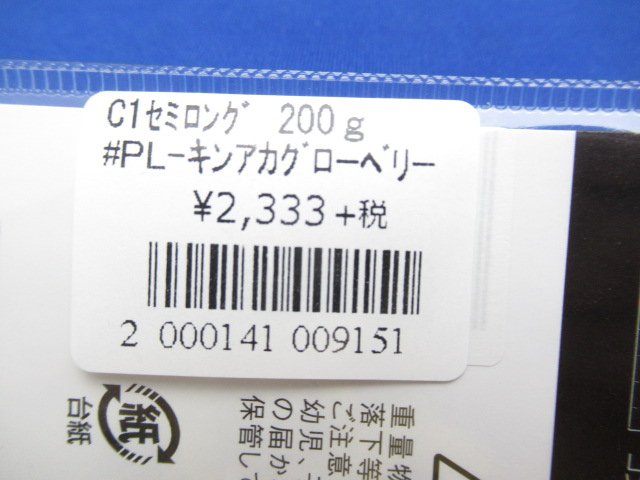 C1ｾﾐﾛﾝｸﾞ 200g
#PLｰキンアカグローベリー
¥2,333+税
2 000141 009151
紙
台紙
重量物
落下等
ご注意
幼児、
の届か
保管し